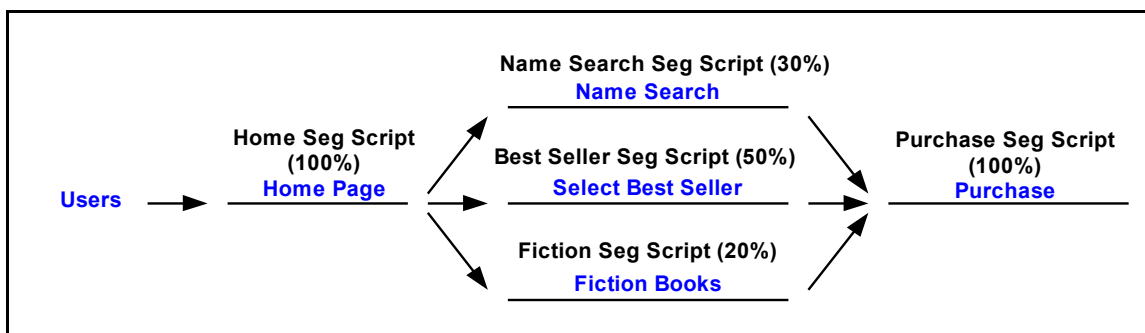 Users
Home Seg Script
(100%)
Home Page
Name Search Seg Script (30%)
Name Search
Best Seller Seg Script (50%)
Select Best Seller
Fiction Seg Script (20%)
Fiction Books
Purchase Seg Script
(100%)
Purchase